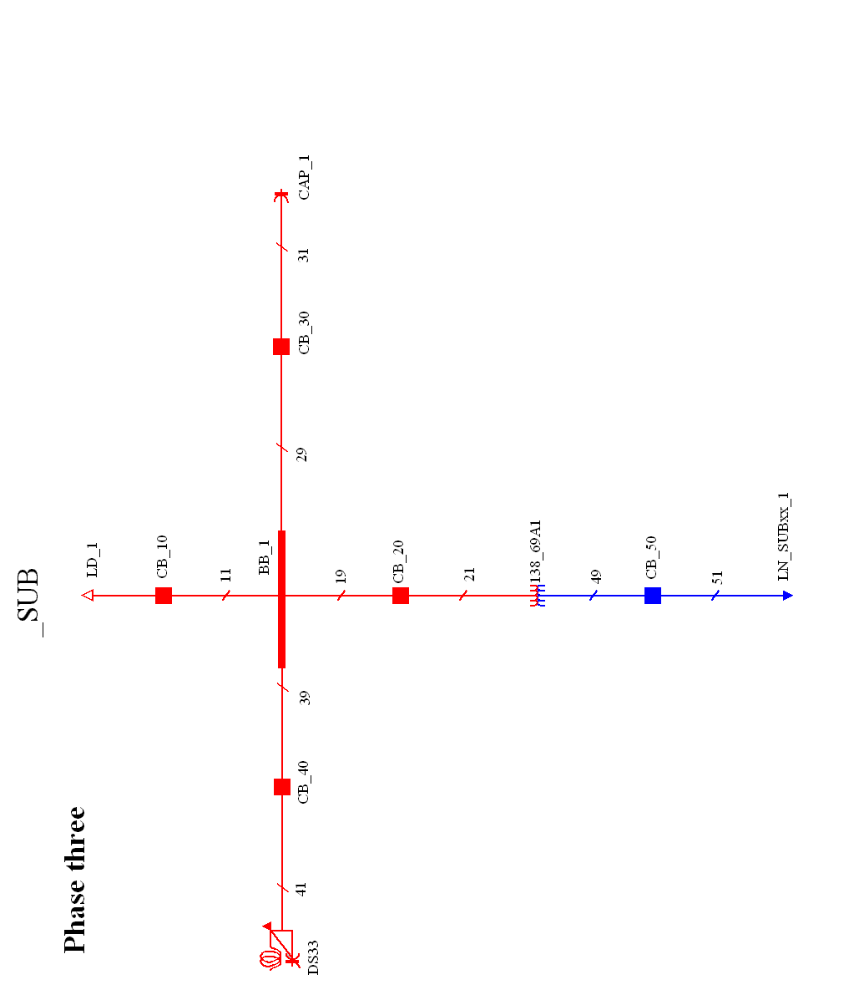 _SUB
Phase three
LD_1
CB_10
11
BB_1
19
CB_20
21
138_69A1
49
CB_50
51
LN_SUBxx_1
CAP_1
31
CB_30
29
39
CB_40
41
DS33